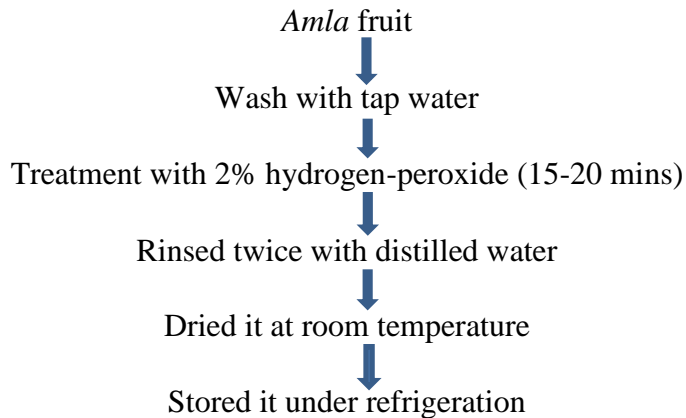 Amla fruit
Wash with tap water
Treatment with 2% hydrogen-peroxide (15-20 mins)
Rinsed twice with distilled water
Dried it at room temperature
Stored it under refrigeration